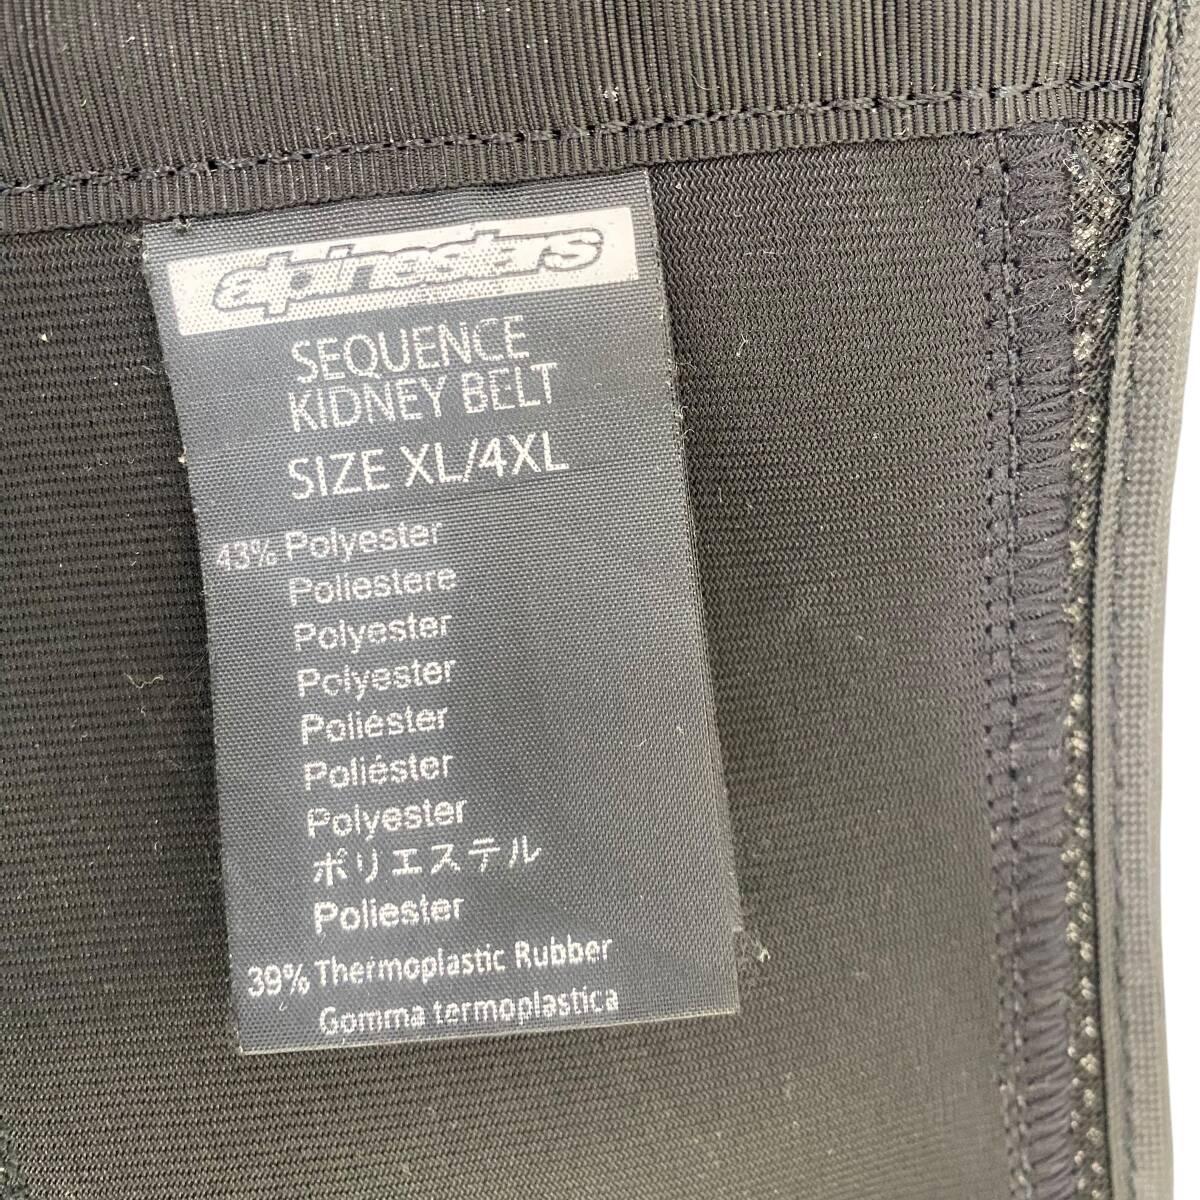 alpinestars
SEQUENCE
KIDNEY BELT
SIZE XL/4XL
43% Polyester
Poliestere
Polyester
Polyester
Poliéster
Poliéster
Polyester
ポリエステル
Poliester
39% Thermoplastic Rubber
Gomma termoplastica